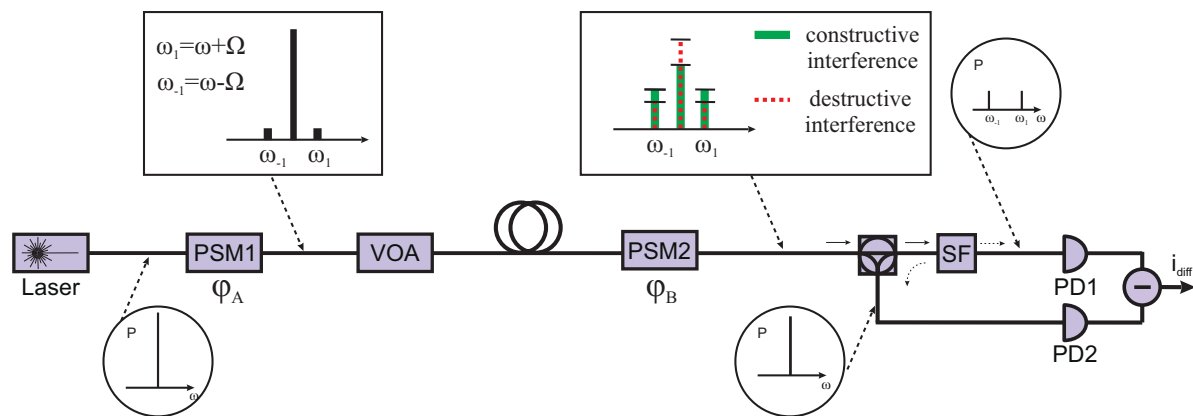 ω₁=ω+Ω
ω₋₁=ω-Ω
ω₋₁ ω₁
constructive
interference
destructive
interference
ω₋₁ ω₁
P
ω₋₁ ω₁ ω
Laser
PSM1
φA
VOA
PSM2
φB
SF
PD1
PD2
−
i_diff
P
ω
P
ω